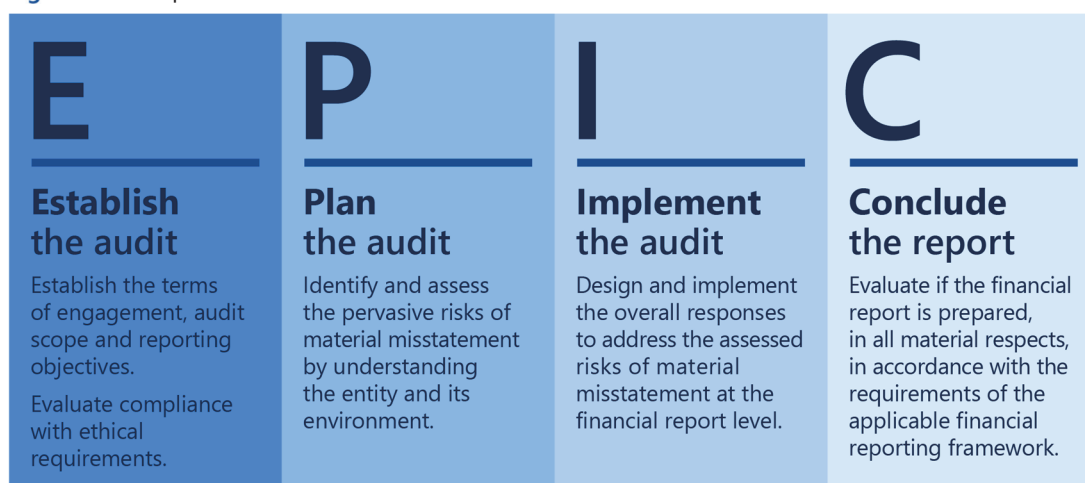 E
Establish
the audit
Establish the terms
of engagement, audit
scope and reporting
objectives.
Evaluate compliance
with ethical
requirements.
P
Plan
the audit
Identify and assess
the pervasive risks of
material misstatement
by understanding
the entity and its
environment.
I
Implement
the audit
Design and implement
the overall responses
to address the assessed
risks of material
misstatement at the
financial report level.
C
Conclude
the report
Evaluate if the financial
report is prepared,
in all material respects,
in accordance with the
requirements of the
applicable financial
reporting framework.